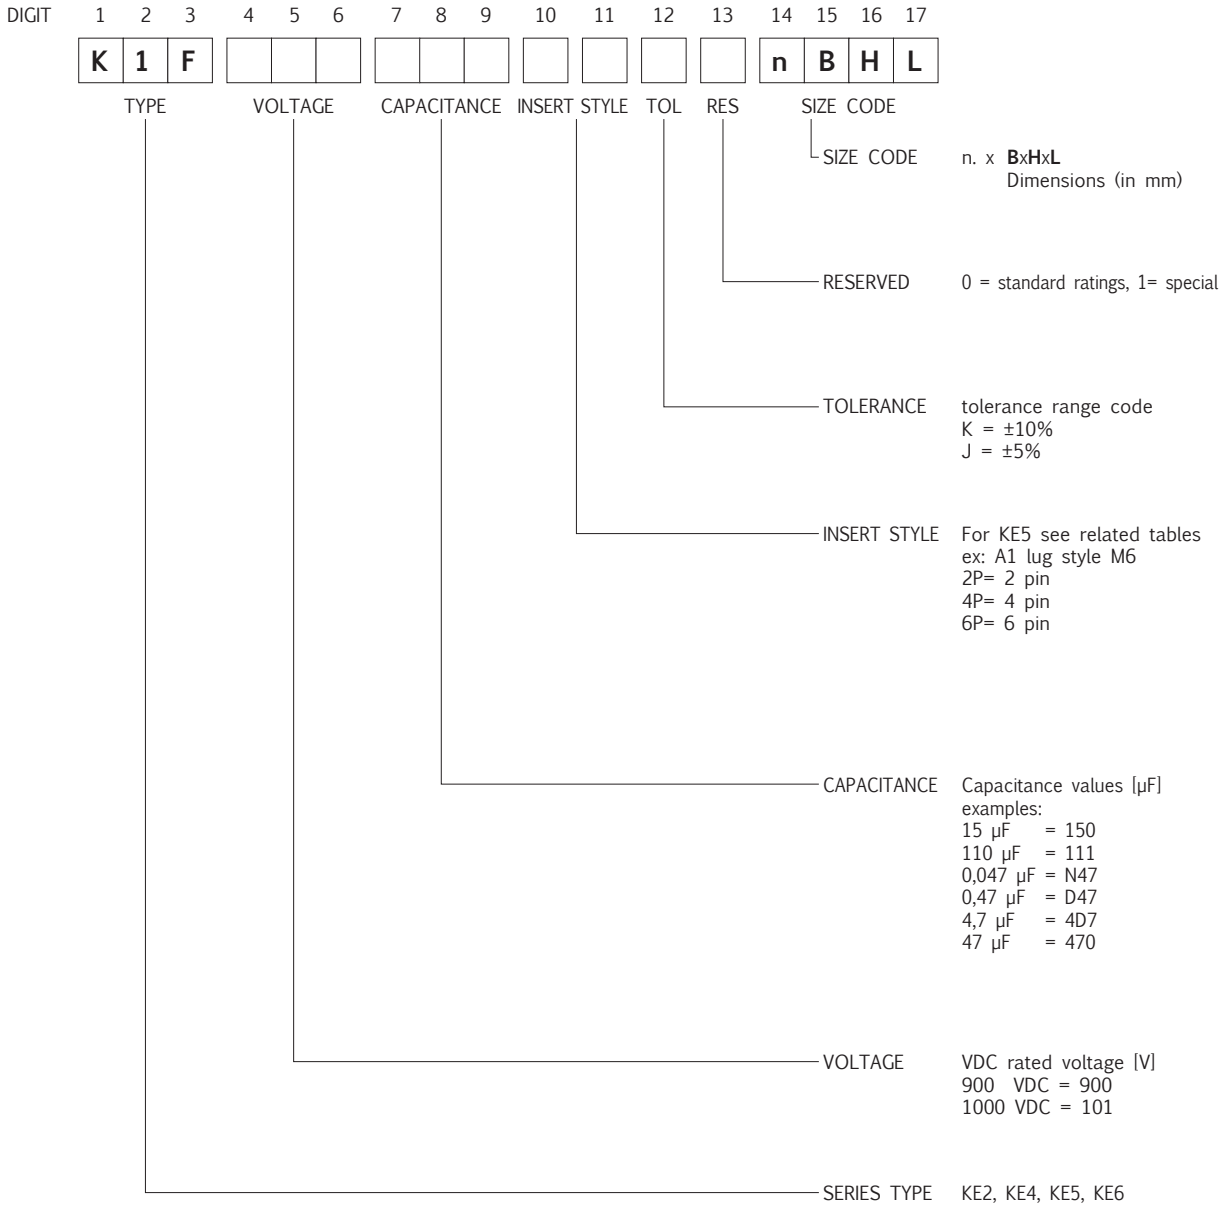 DIGIT 1 2 3 4 5 6 7 8 9 10 11 12 13 14 15 16 17
K 1 F n B H L
TYPE VOLTAGE CAPACITANCE INSERT STYLE TOL RES SIZE CODE
SIZE CODE n. x BxHxL
Dimensions (in mm)
RESERVED 0 = standard ratings, 1= special
TOLERANCE tolerance range code
K = ±10%
J = ±5%
INSERT STYLE For KE5 see related tables
ex: A1 lug style M6
2P= 2 pin
4P= 4 pin
6P= 6 pin
CAPACITANCE Capacitance values [µF]
examples:
15 µF = 150
110 µF = 111
0,047 µF = N47
0,47 µF = D47
4,7 µF = 4D7
47 µF = 470
VOLTAGE VDC rated voltage [V]
900 VDC = 900
1000 VDC = 101
SERIES TYPE KE2, KE4, KE5, KE6